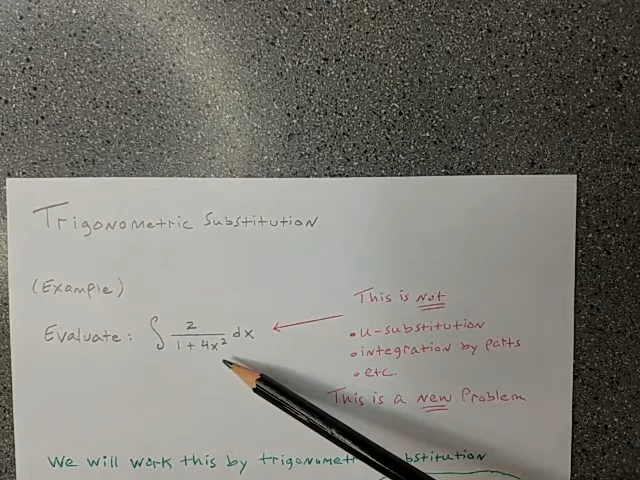 Trigonometric Substitution
(Example)
Evaluate: ∫ 2/(1 + 4x²) dx
This is not
• u-substitution
• integration by parts
• etc.
This is a new Problem
We will work this by trigonomet bstitution